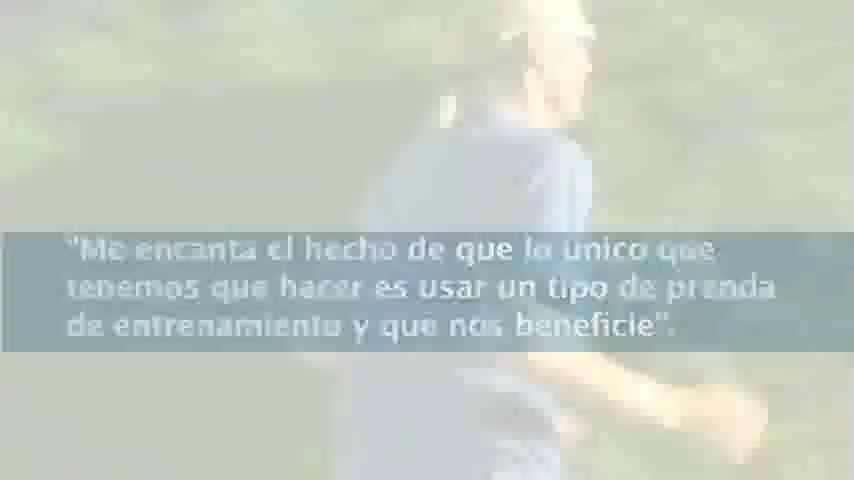 "Me encanta el hecho de que lo único que
tenemos que hacer es usar un tipo de prenda
de entrenamiento y que nos beneficie".